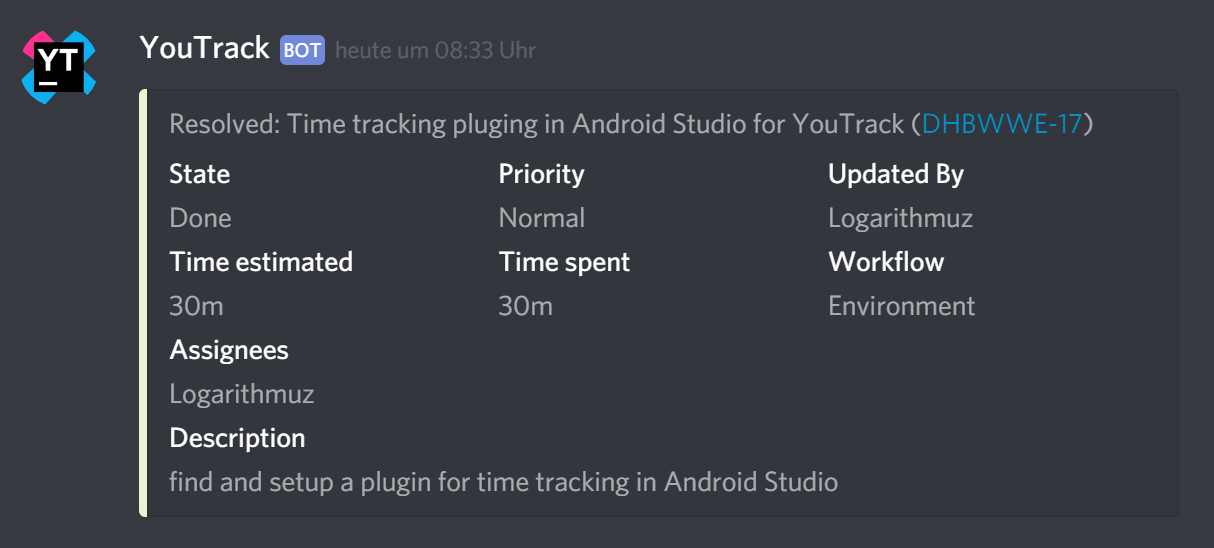 YT
YouTrack BOT heute um 08:33 Uhr
Resolved: Time tracking pluging in Android Studio for YouTrack (DHBWWE-17)
State Priority Updated By
Done Normal Logarithmuz
Time estimated Time spent Workflow
30m 30m Environment
Assignees
Logarithmuz
Description
find and setup a plugin for time tracking in Android Studio